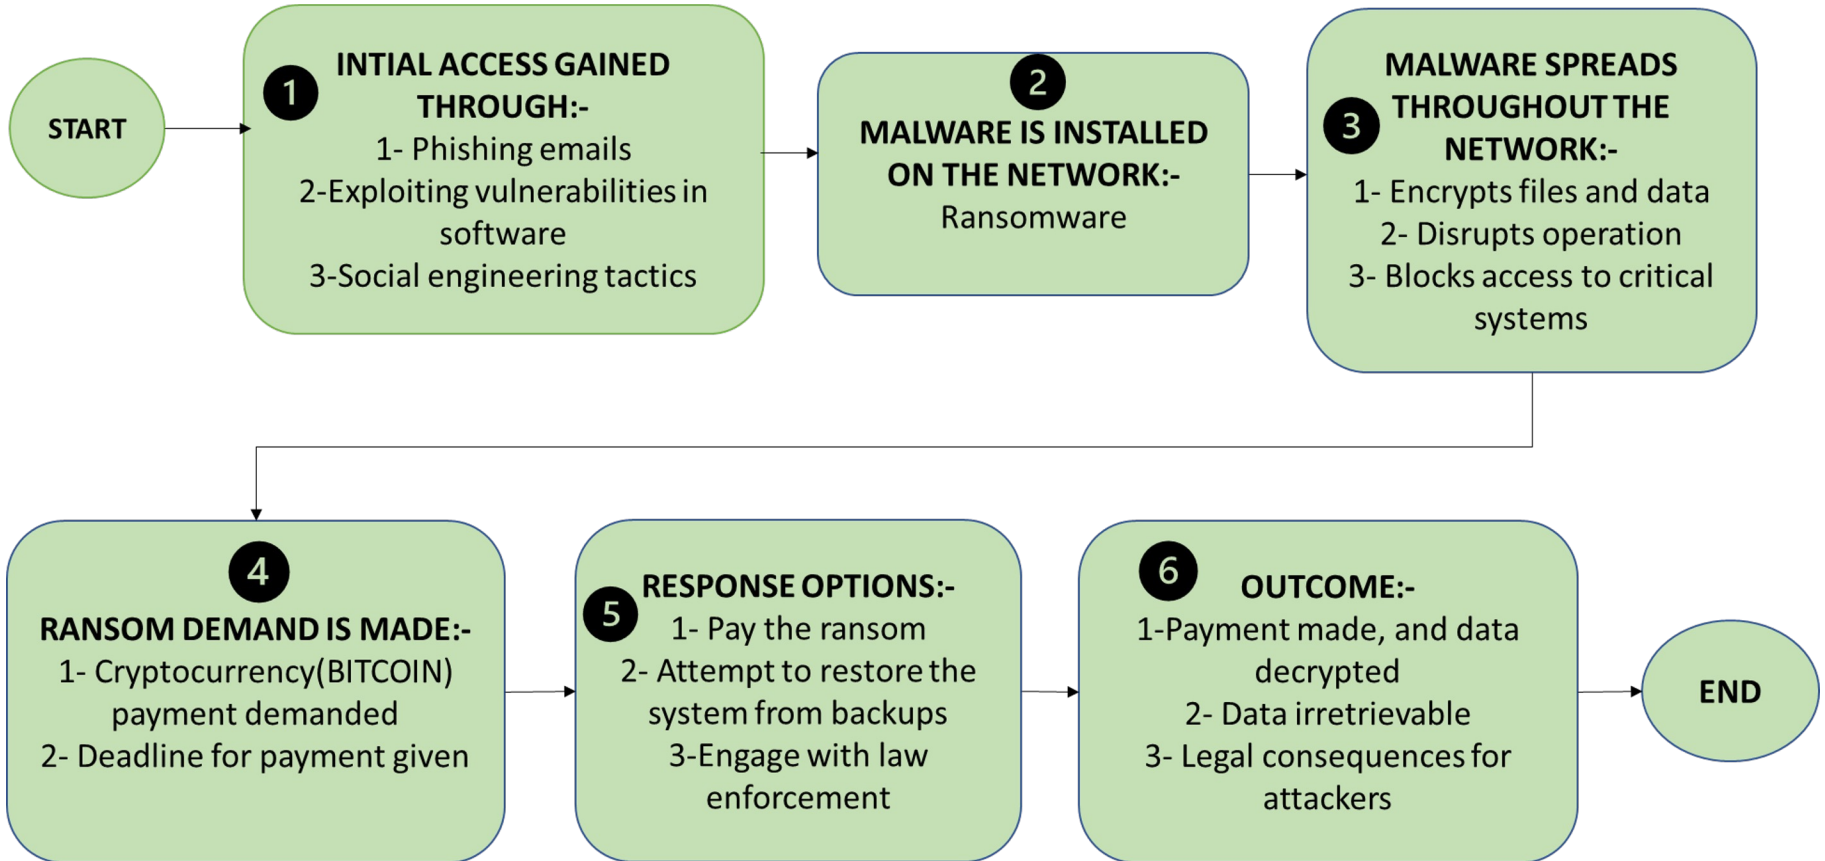 START
1
INTIAL ACCESS GAINED
THROUGH:-
1- Phishing emails
2-Exploiting vulnerabilities in
software
3-Social engineering tactics
2
MALWARE IS INSTALLED
ON THE NETWORK:-
Ransomware
3
MALWARE SPREADS
THROUGHOUT THE
NETWORK:-
1- Encrypts files and data
2- Disrupts operation
3- Blocks access to critical
systems
4
RANSOM DEMAND IS MADE:-
1- Cryptocurrency(BITCOIN)
payment demanded
2- Deadline for payment given
5
RESPONSE OPTIONS:-
1- Pay the ransom
2- Attempt to restore the
system from backups
3-Engage with law
enforcement
6
OUTCOME:-
1-Payment made, and data
decrypted
2- Data irretrievable
3- Legal consequences for
attackers
END